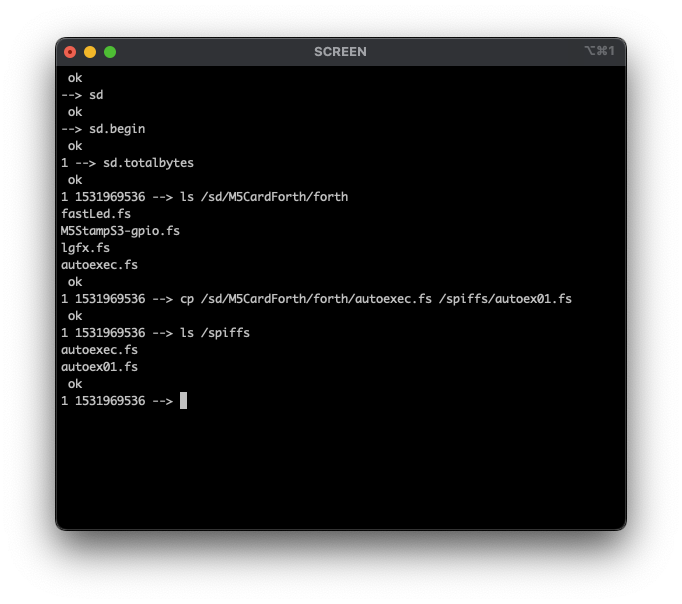 SCREEN
⌥⌘1
ok
--> sd
ok
--> sd.begin
ok
1 --> sd.totalbytes
ok
1 1531969536 --> ls /sd/M5CardForth/forth
fastLed.fs
M5StampS3-gpio.fs
lgfx.fs
autoexec.fs
ok
1 1531969536 --> cp /sd/M5CardForth/forth/autoexec.fs /spiffs/autoex01.fs
ok
1 1531969536 --> ls /spiffs
autoexec.fs
autoex01.fs
ok
1 1531969536 -->